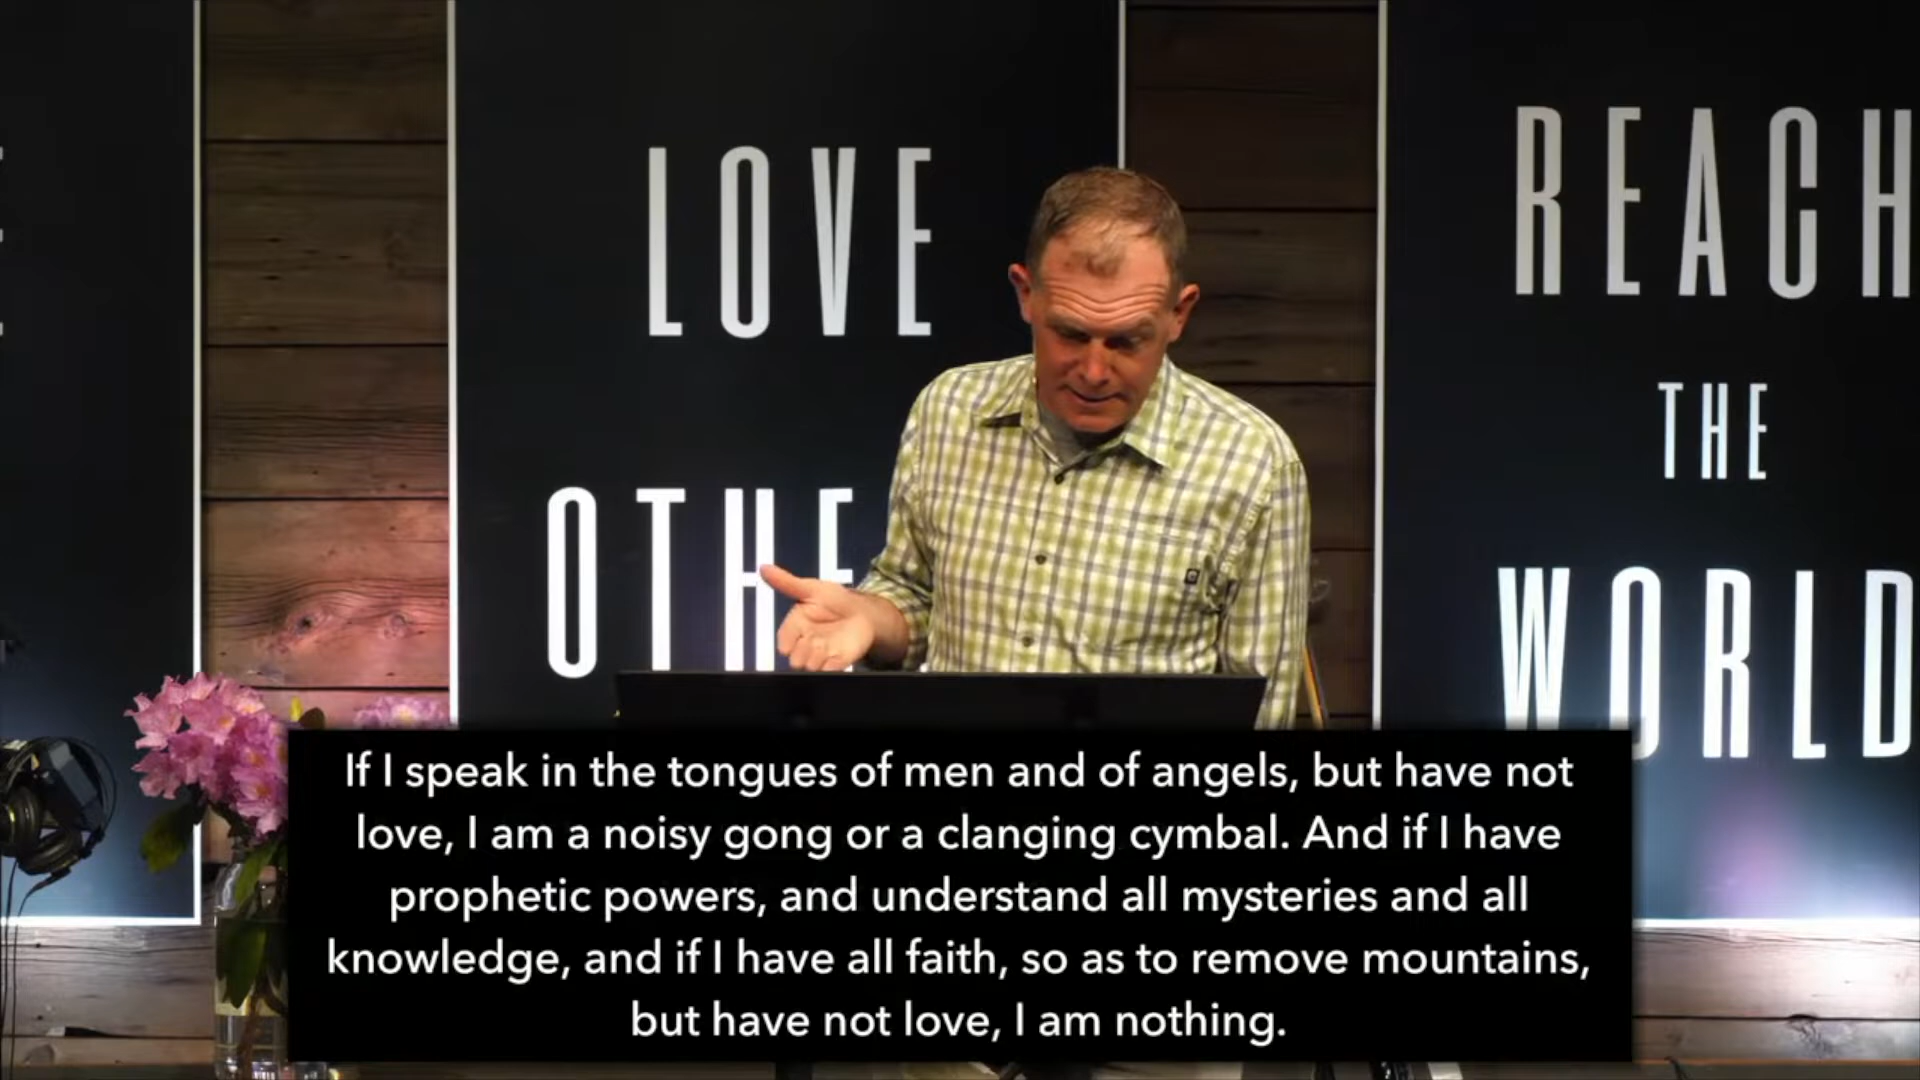 LOVE
OTHE
REACH
THE
WORLD
If I speak in the tongues of men and of angels, but have not
love, I am a noisy gong or a clanging cymbal. And if I have
prophetic powers, and understand all mysteries and all
knowledge, and if I have all faith, so as to remove mountains,
but have not love, I am nothing.